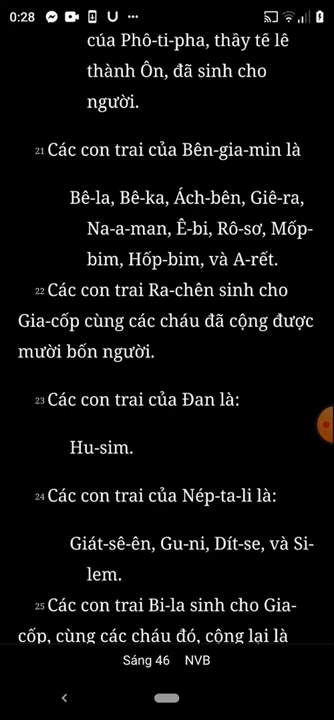 0:28
của Phô-ti-pha, thầy tế lễ
thành Ôn, đã sinh cho
người.
21 Các con trai của Bên-gia-min là
Bê-la, Bê-ka, Ách-bên, Giê-ra,
Na-a-man, Ê-bi, Rô-sơ, Mốp-
bim, Hốp-bim, và A-rết.
22 Các con trai Ra-chên sinh cho
Gia-cốp cùng các cháu đã cộng được
mười bốn người.
23 Các con trai của Đan là:
Hu-sim.
24 Các con trai của Nép-ta-li là:
Giát-sê-ên, Gu-ni, Dít-se, và Si-
lem.
25 Các con trai Bi-la sinh cho Gia-
cốp, cùng các cháu đó, cộng lại là
Sáng 46 NVB